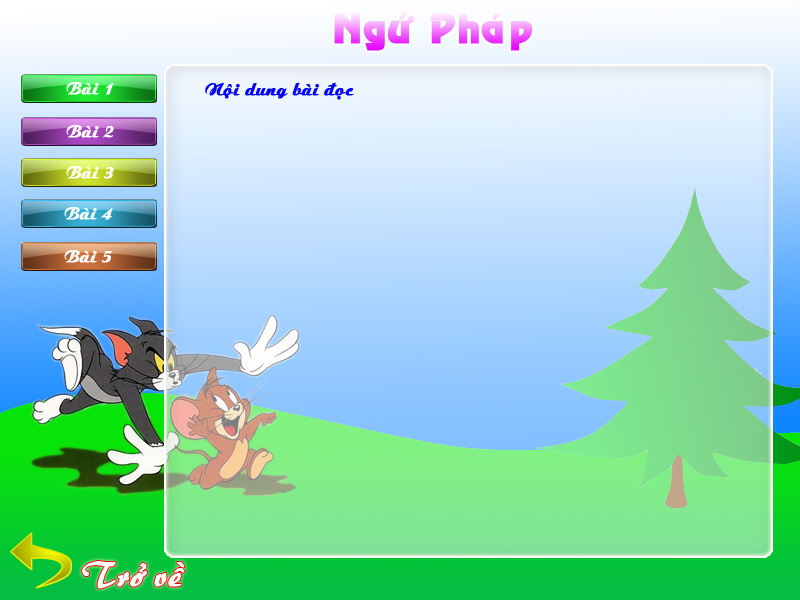 Ngữ Pháp
Bài 1
Bài 2
Bài 3
Bài 4
Bài 5
Nội dung bài đọc
Trở về